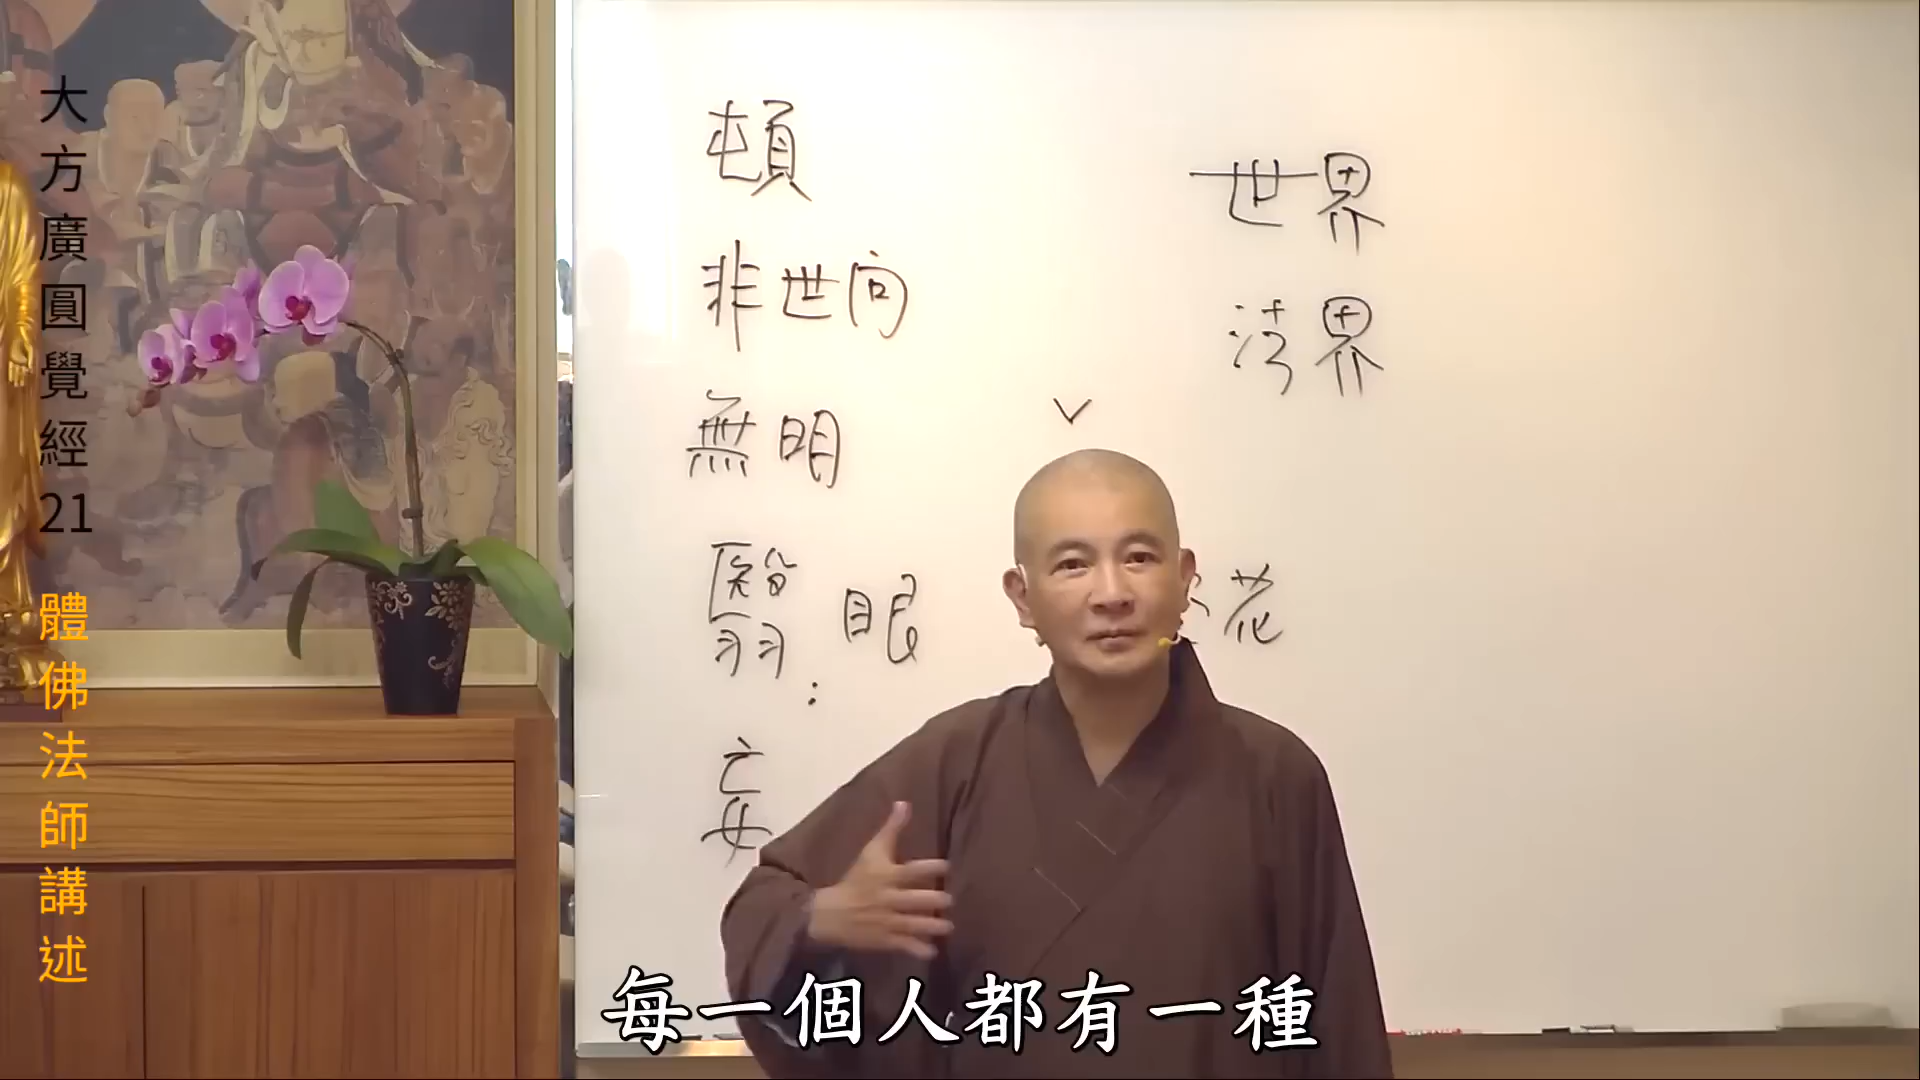 大方廣圓覺經21 體佛法師講述
頓
非世向
無明
翳眼
:
妄
世界
法界
花
每一個人都有一種